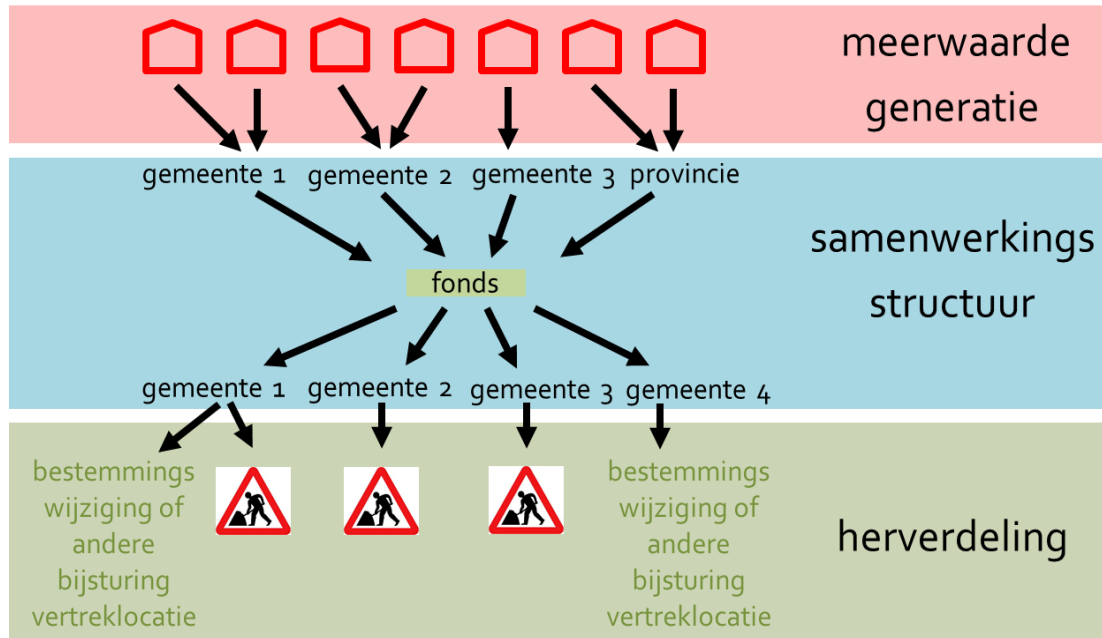 meerwaarde
generatie
gemeente 1 gemeente 2 gemeente 3 provincie
samenwerkings
structuur
fonds
gemeente 1 gemeente 2 gemeente 3 gemeente 4
bestemmings
wijziging of
andere
bijsturing
vertreklocatie
bestemmings
wijziging of
andere
bijsturing
vertreklocatie
herverdeling